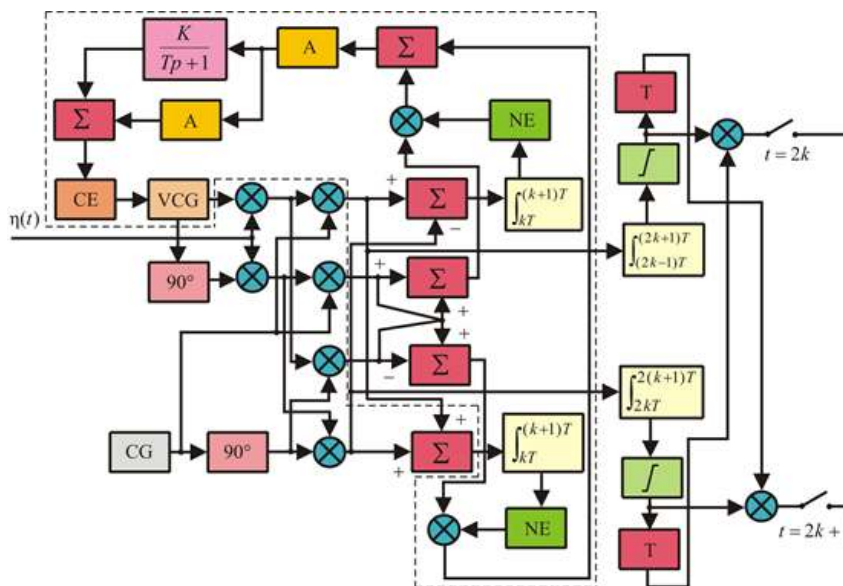 K
Tp + 1
A
Σ
T
Σ
A
NE
t = 2k
CE
VCG
+
Σ
−
∫ (k+1)T kT
∫
η(t)
90°
+
Σ
+
∫ (2k+1)T (2k−1)T
+
−
Σ
∫ 2(k+1)T 2kT
+
CG
90°
+
Σ
∫ (k+1)T kT
∫
NE
T
t = 2k +